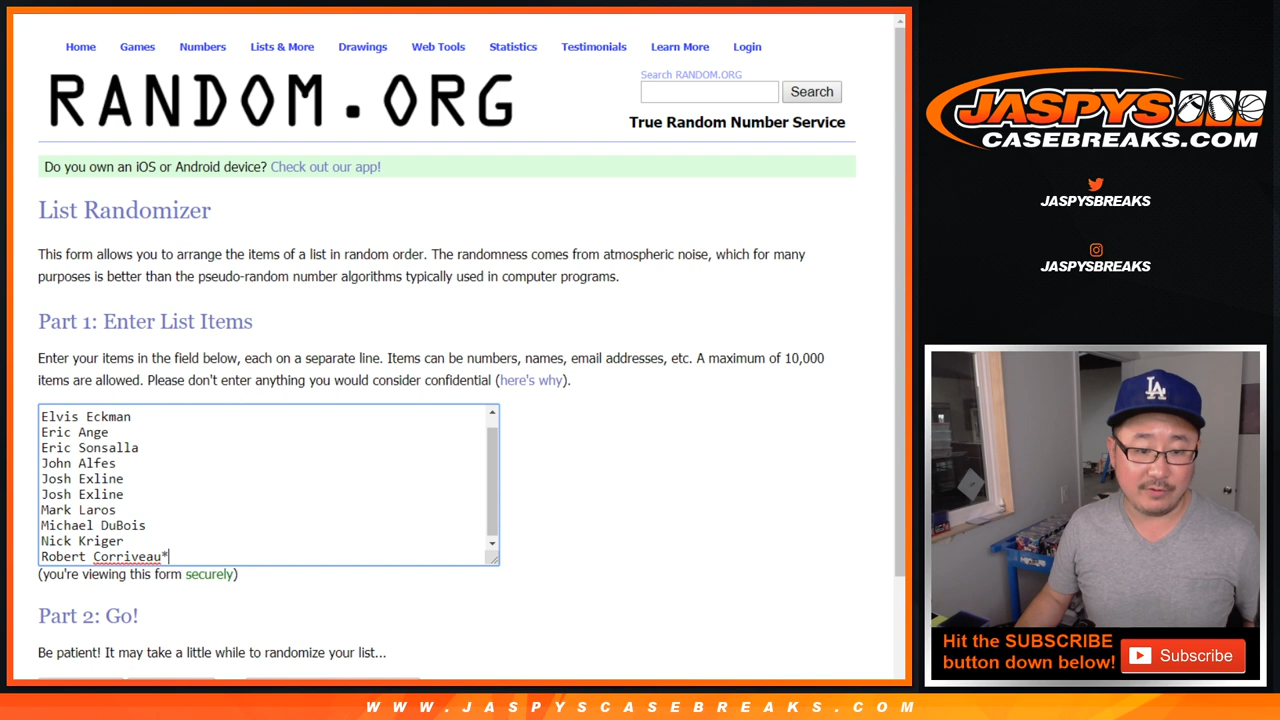 Home Games Numbers Lists & More Drawings Web Tools Statistics Testimonials Learn More Login
RANDOM.ORG
Search RANDOM.ORG
Search
True Random Number Service
Do you own an iOS or Android device? Check out our app!
List Randomizer
This form allows you to arrange the items of a list in random order. The randomness comes from atmospheric noise, which for many
purposes is better than the pseudo-random number algorithms typically used in computer programs.
Part 1: Enter List Items
Enter your items in the field below, each on a separate line. Items can be numbers, names, email addresses, etc. A maximum of 10,000
items are allowed. Please don't enter anything you would consider confidential (here's why).
Elvis Eckman
Eric Ange
Eric Sonsalla
John Alfes
Josh Exline
Josh Exline
Mark Laros
Michael DuBois
Nick Kriger
Robert Corriveau*
(you're viewing this form securely)
Part 2: Go!
Be patient! It may take a little while to randomize your list...
JASPYS
CASEBREAKS.COM
JASPYSBREAKS
JASPYSBREAKS
LA
Hit the SUBSCRIBE
button down below!
Subscribe
WWW.JASPYSCASEBREAKS.COM